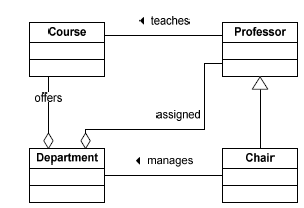 Course
◄ teaches
Professor
offers
assigned
Department
◄ manages
Chair